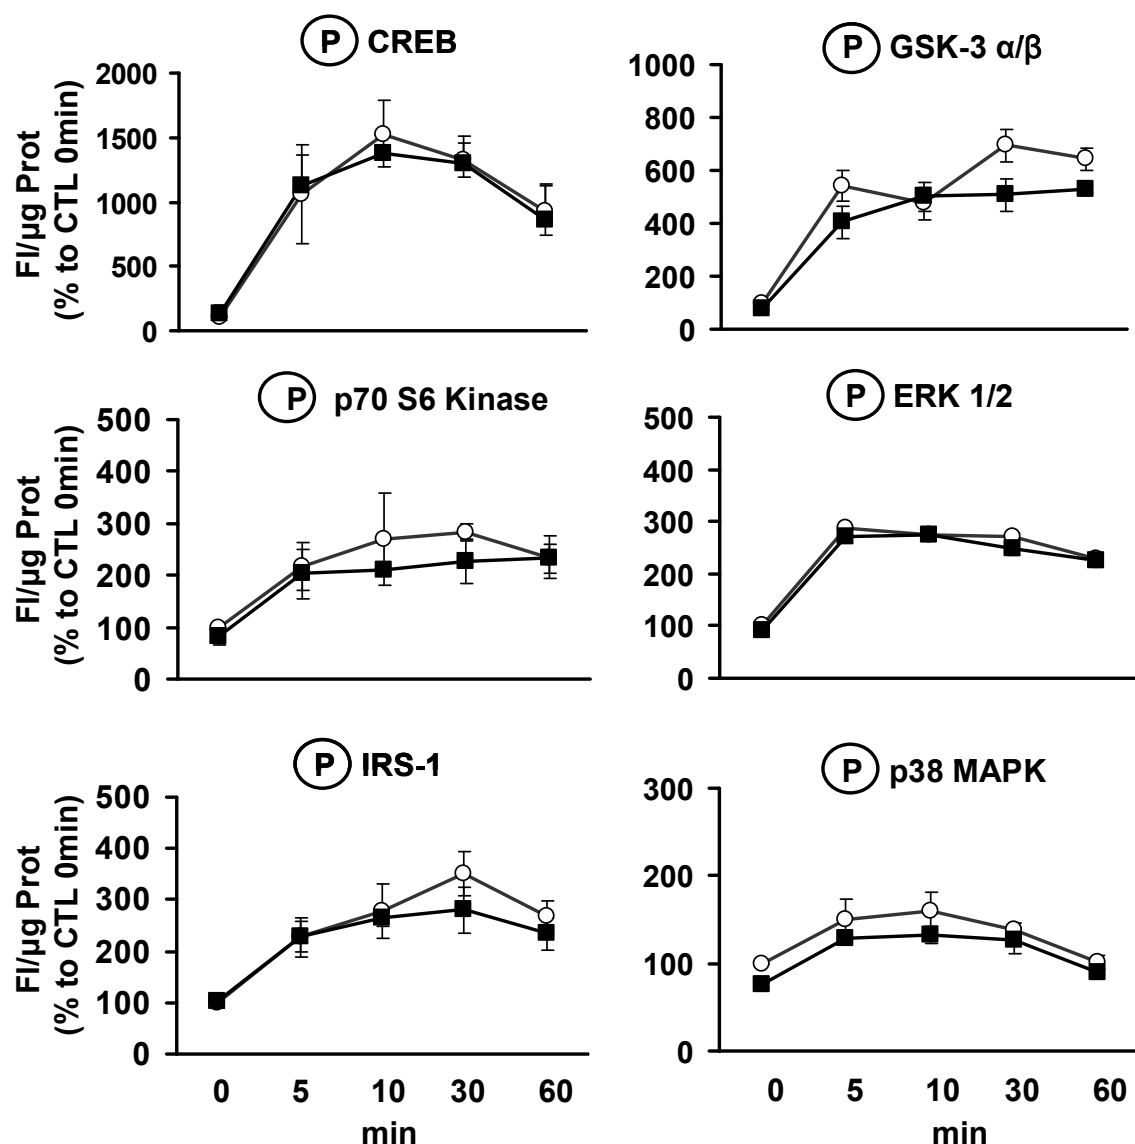 P CREB
2000
1500
1000
500
0
FI/µg Prot
(% to CTL 0min)
P GSK-3 α/β
1000
800
600
400
200
0
P p70 S6 Kinase
500
400
300
200
100
0
FI/µg Prot
(% to CTL 0min)
P ERK 1/2
500
400
300
200
100
0
P IRS-1
500
400
300
200
100
0
FI/µg Prot
(% to CTL 0min)
0 5 10 30 60
min
P p38 MAPK
300
200
100
0
0 5 10 30 60
min